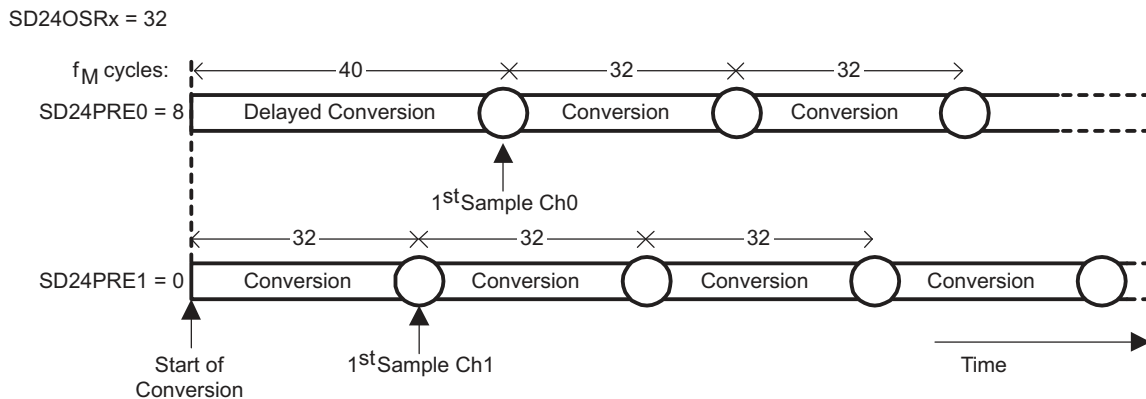 SD24OSRx = 32
fM cycles: 40 32 32
SD24PRE0 = 8 Delayed Conversion Conversion Conversion
1st Sample Ch0
32 32 32
SD24PRE1 = 0 Conversion Conversion Conversion Conversion
Start of Conversion
1st Sample Ch1
Time